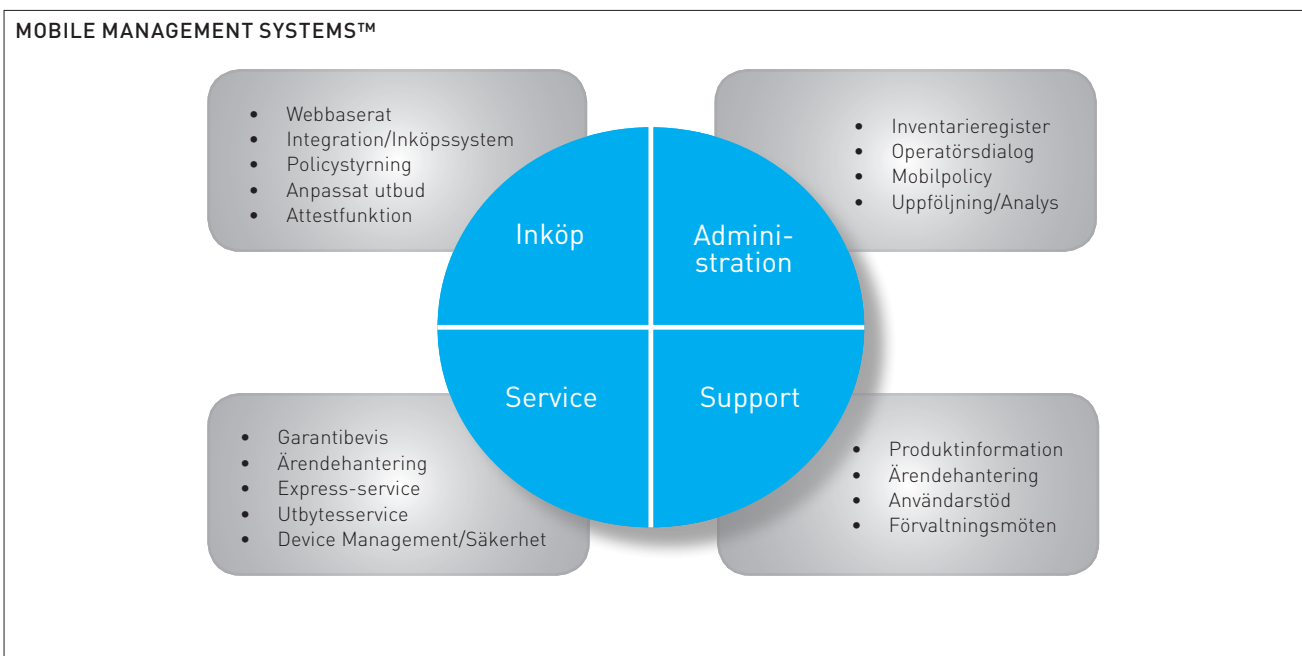 MOBILE MANAGEMENT SYSTEMS™
• Webbaserat
• Integration/Inköpssystem
• Policystyrning
• Anpassat utbud
• Attestfunktion
• Inventarieregister
• Operatörsdialog
• Mobilpolicy
• Uppföljning/Analys
Inköp
Admini-
stration
Service
Support
• Garantibevis
• Ärendehantering
• Express-service
• Utbytesservice
• Device Management/Säkerhet
• Produktinformation
• Ärendehantering
• Användarstöd
• Förvaltningsmöten